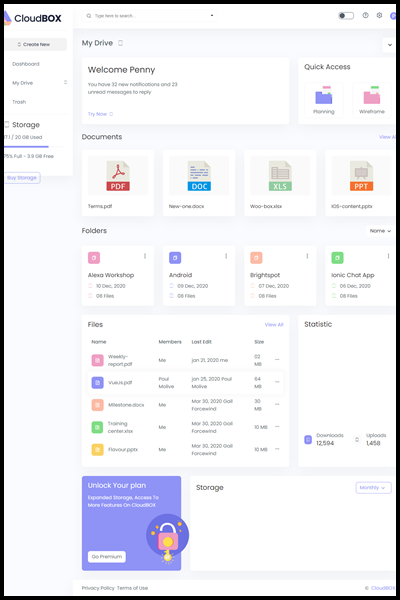 CloudBOX
Type here to search...
Create New
Dashboard
My Drive
Trash
Storage
/ 20 GB Used
75% Full - 3.9 GB Free
Buy Storage
My Drive
Welcome Penny
You have 32 new notifications and 23
unread messages to reply
Try Now
Quick Access
Planning
Wireframe
Documents
View All
PDF
DOC
XLS
PPT
Terms.pdf
New-one.docx
Woo-box.xlsx
iOS-content.pptx
Folders
Name
Alexa Workshop
10 Dec, 2020
08 Files
Android
09 Dec, 2020
08 Files
Brightspot
07 Dec, 2020
08 Files
Ionic Chat App
06 Dec, 2020
08 Files
Files
View All
Name Members Last Edit Size
Weekly-report.pdf Me jan 21, 2020 me 02 MB
VueJs.pdf Poul Molive jan 25, 2020 Poul Molive 64 MB
Milestone.docx Me Mar 30, 2020 Gail Forcewind 30 MB
Training center.xlsx Me Mar 30, 2020 Gail Forcewind 10 MB
Flavour.pptx Me Mar 30, 2020 Gail Forcewind 10 MB
Statistic
Downloads
12,594
Uploads
1,458
Unlock Your plan
Expanded Storage, Access To
More Features On CloudBOX
Go Premium
Storage
Monthly
Privacy Policy Terms of Use
© CloudBOX